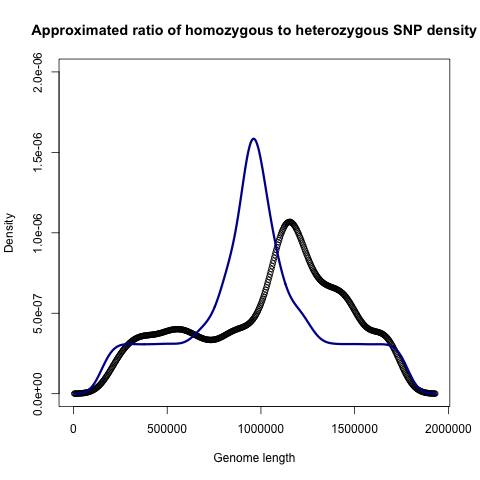 Approximated ratio of homozygous to heterozygous SNP density
2.0e-06
1.5e-06
1.0e-06
5.0e-07
0.0e+00
Density
0
500000
1000000
1500000
2000000
Genome length